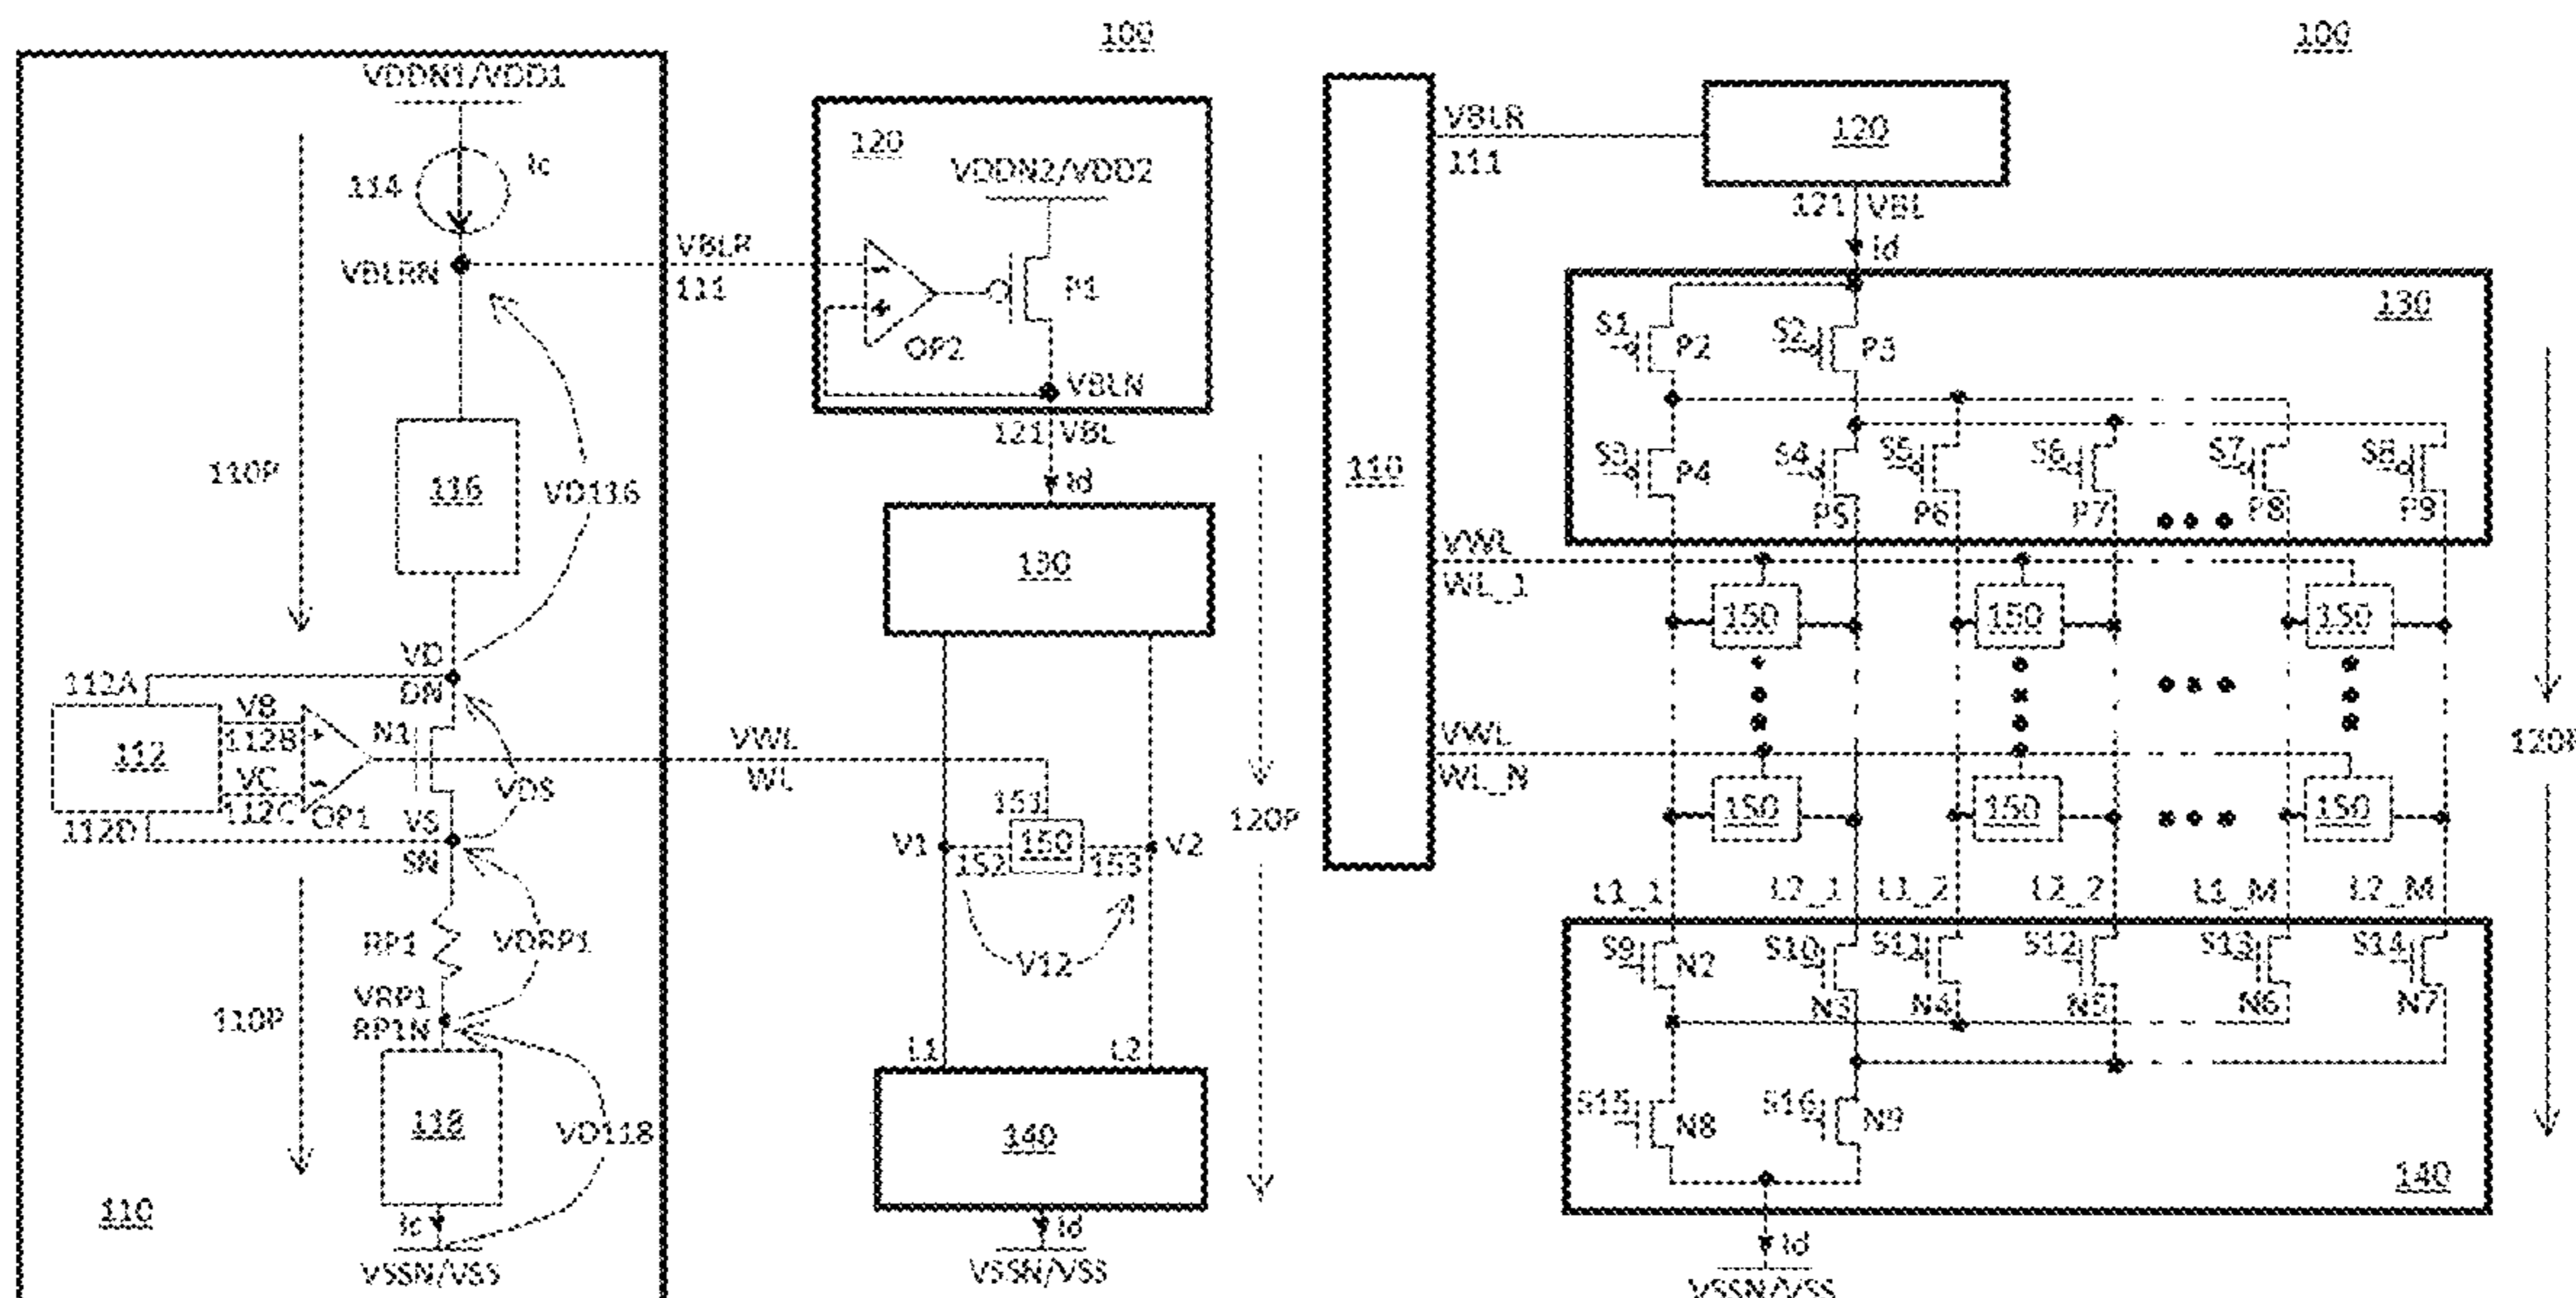 100
VDDN1/VDD1
Ic
114
VBLRN
VBLR
111
120
VDDN2/VDD2
P1
OP2
VBLN
121 VBL
Id
110P
116
VD116
130
VD
DN
112A
VB
112B
N1
112
VC
112C
OP1
112D
VDS
VS
SN
VWL
WL
151
V1
152
150
153
V2
V12
120P
RP1
VDRP1
VRP1
RP1N
110P
L1
L2
118
VD118
140
110
Ic
VSSN/VSS
Id
VSSN/VSS
100
VBLR
111
120
121 VBL
Id
130
S1
P2
S2
P3
S3
P4
S4
P5
S5
P6
S6
P7
S7
P8
S8
P9
110
VWL
WL_1
150
150
150
VWL
WL_N
150
150
150
120P
L1_1
L2_1
L1_2
L2_2
L1_M
L2_M
S9
N2
S10
N3
S11
N4
S12
N5
S13
N6
S14
N7
S15
N8
S16
N9
140
Id
VSSN/VSS